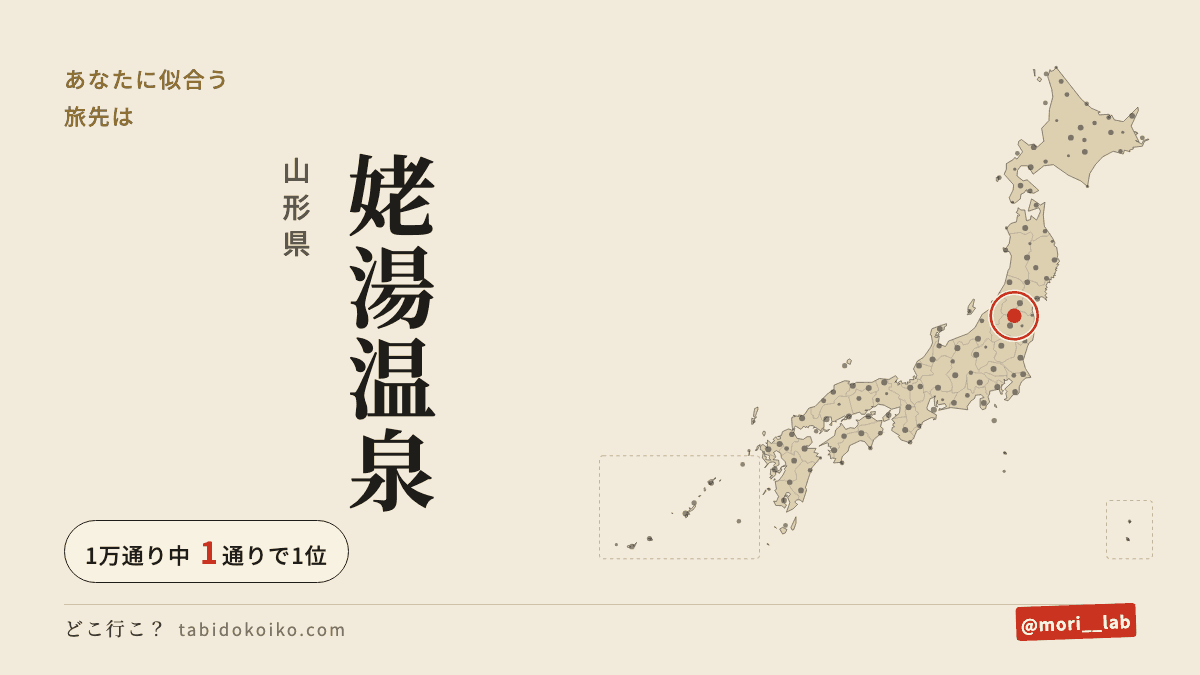 あなたに似合う
旅先は
姥湯温泉
山形県
1万通り中 1通りで1位
どこ行こ? tabidokoiko.com
@mori__lab